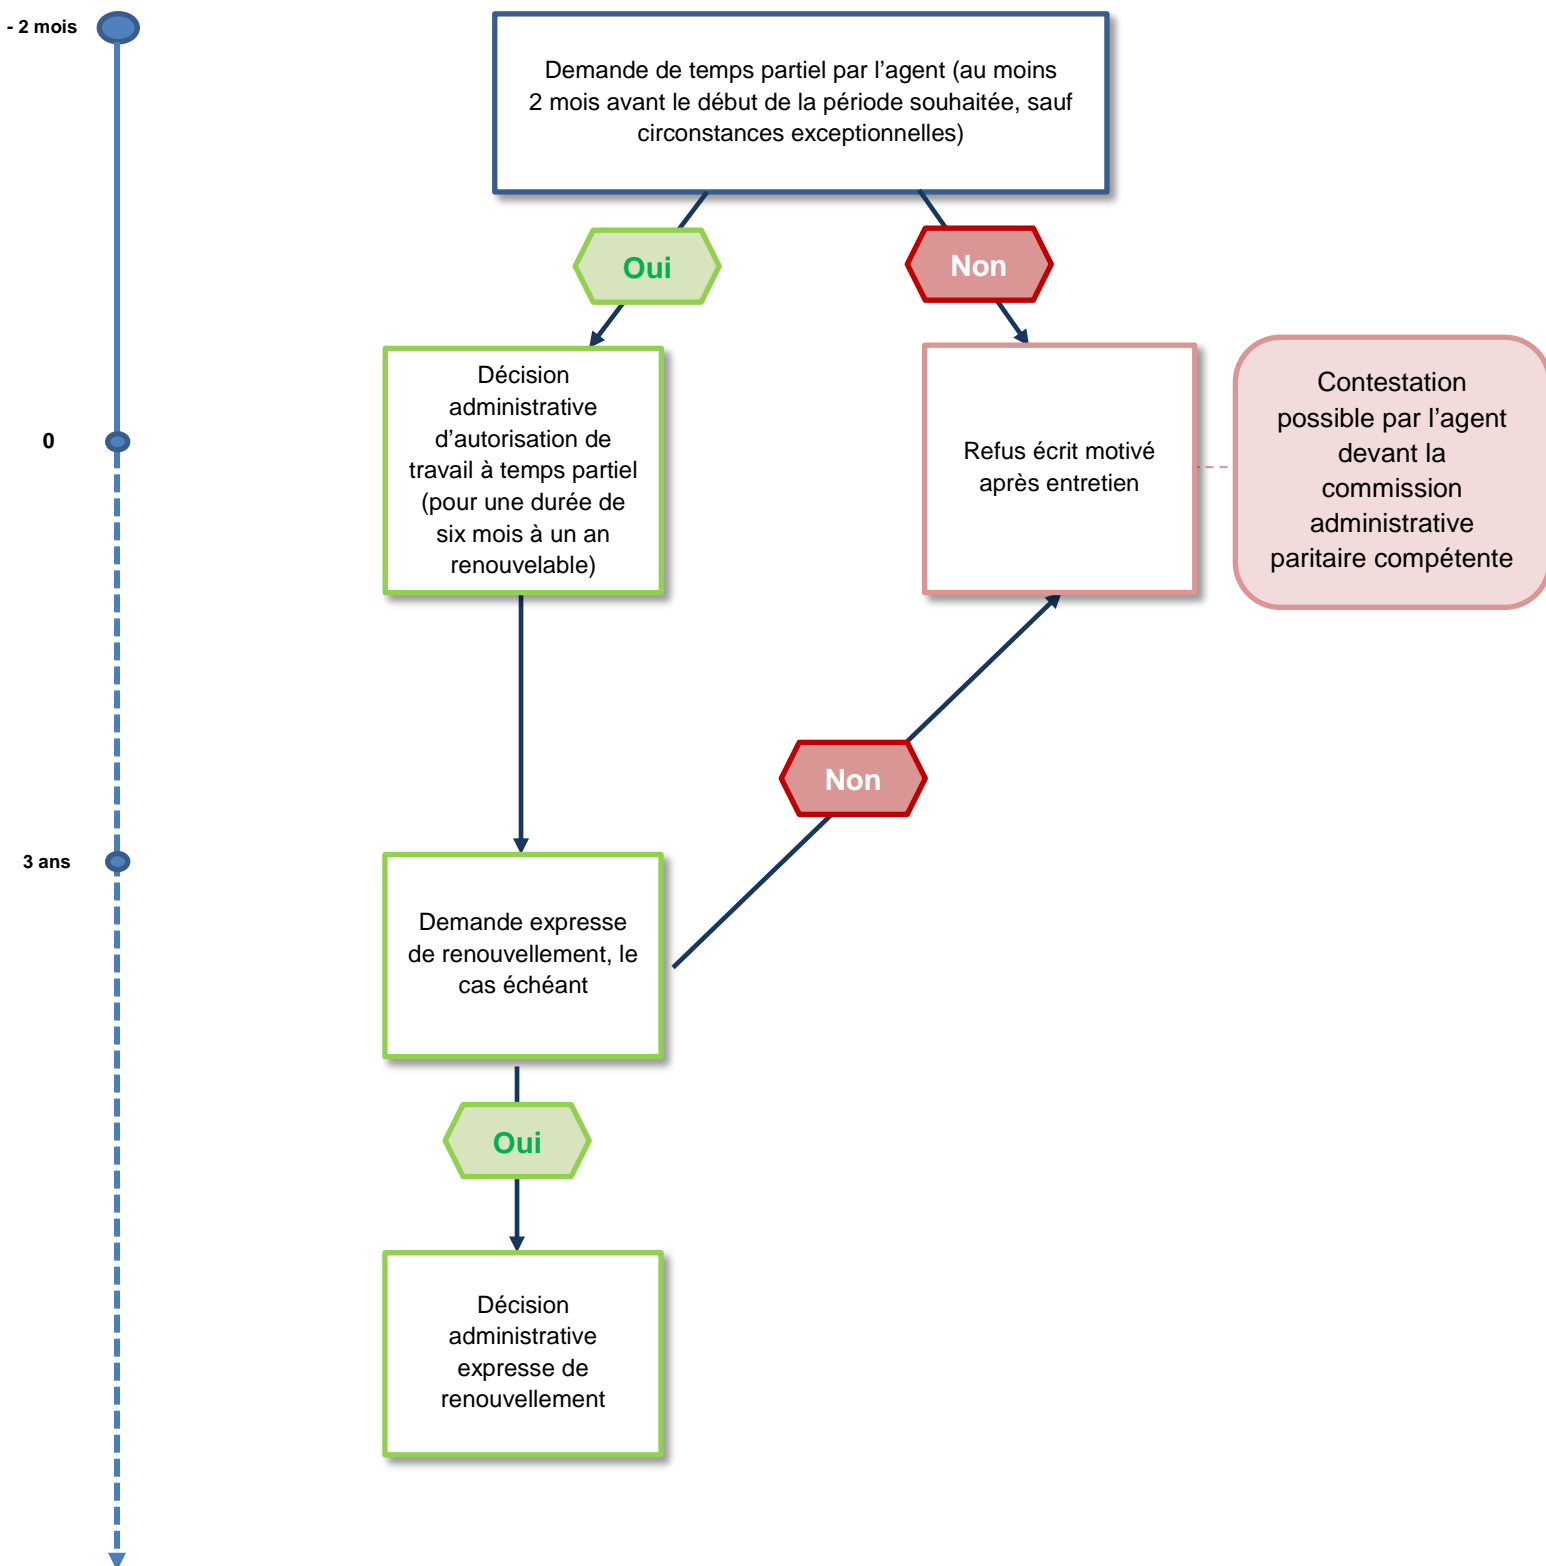 - 2 mois
Demande de temps partiel par l’agent (au moins
2 mois avant le début de la période souhaitée, sauf
circonstances exceptionnelles)
Oui
Non
Décision
administrative
d’autorisation de
travail à temps partiel
(pour une durée de
six mois à un an
renouvelable)
Refus écrit motivé
après entretien
Contestation
possible par l’agent
devant la
commission
administrative
paritaire compétente
0
Non
3 ans
Demande expresse
de renouvellement, le
cas échéant
Oui
Décision
administrative
expresse de
renouvellement